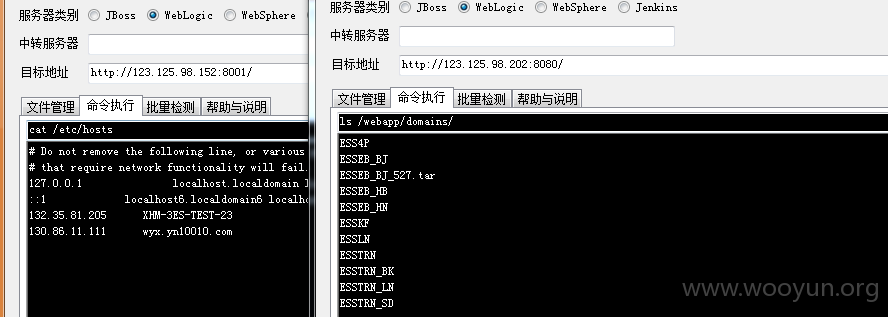 服务器类别 JBoss WebLogic WebSphere
中转服务器
目标地址 http://123.125.98.152:8001/
文件管理 命令执行 批量检测 帮助与说明
cat /etc/hosts
# Do not remove the following line, or various
# that require network functionality will fail.
127.0.0.1 localhost.localdomain l
::1 localhost6.localdomain6 localho
132.35.81.205 XHM-3ES-TEST-23
130.86.11.111 wyx.yn10010.com
服务器类别 JBoss WebLogic WebSphere Jenkins
中转服务器
目标地址 http://123.125.98.202:8080/
文件管理 命令执行 批量检测 帮助与说明
ls /webapp/domains/
ESS4P
ESSEB_BJ
ESSEB_BJ_527.tar
ESSEB_HB
ESSEB_HN
ESSKF
ESSLN
ESSTRN
ESSTRN_BK
ESSTRN_LN
ESSTRN_SD
www.wooyun.org